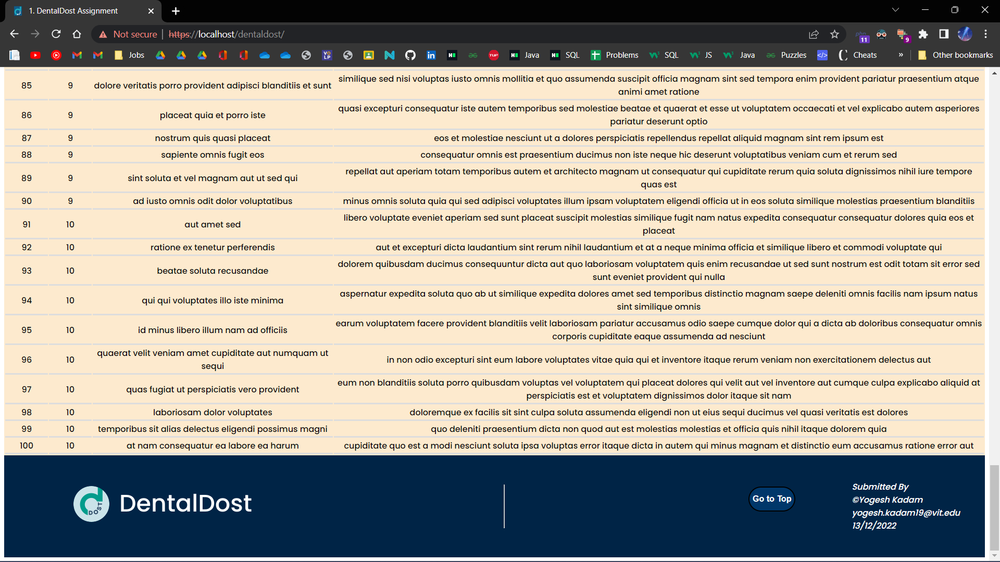 1. DentalDost Assignment
Not secure | https://localhost/dentaldost/
php 11 9
Jobs VO LP TUP Java SQL Problems SQL JS Java Puzzles Cheats » Other bookmarks
85 9 dolore veritatis porro provident adipisci blanditiis et sunt similique sed nisi voluptas iusto omnis mollitia et quo assumenda suscipit officia magnam sint sed tempora enim provident pariatur praesentium atque
animi amet ratione
86 9 placeat quia et porro iste quasi excepturi consequatur iste autem temporibus sed molestiae beatae et quaerat et esse ut voluptatem occaecati et vel explicabo autem asperiores
pariatur deserunt optio
87 9 nostrum quis quasi placeat eos et molestiae nesciunt ut a dolores perspiciatis repellendus repellat aliquid magnam sint rem ipsum est
88 9 sapiente omnis fugit eos consequatur omnis est praesentium ducimus non iste neque hic deserunt voluptatibus veniam cum et rerum sed
89 9 sint soluta et vel magnam aut ut sed qui repellat aut aperiam totam temporibus autem et architecto magnam ut consequatur qui cupiditate rerum quia soluta dignissimos nihil iure tempore
quas est
90 9 ad iusto omnis odit dolor voluptatibus minus omnis soluta quia qui sed adipisci voluptates illum ipsam voluptatem eligendi officia ut in eos soluta similique molestias praesentium blanditiis
91 10 aut amet sed libero voluptate eveniet aperiam sed sunt placeat suscipit molestias similique fugit nam natus expedita consequatur consequatur dolores quia eos et
placeat
92 10 ratione ex tenetur perferendis aut et excepturi dicta laudantium sint rerum nihil laudantium et at a neque minima officia et similique libero et commodi voluptate qui
93 10 beatae soluta recusandae dolorem quibusdam ducimus consequuntur dicta aut quo laboriosam voluptatem quis enim recusandae ut sed sunt nostrum est odit totam sit error sed
sunt eveniet provident qui nulla
94 10 qui qui voluptates illo iste minima aspernatur expedita soluta quo ab ut similique expedita dolores amet sed temporibus distinctio magnam saepe deleniti omnis facilis nam ipsum natus
sint similique omnis
95 10 id minus libero illum nam ad officiis earum voluptatem facere provident blanditiis velit laboriosam pariatur accusamus odio saepe cumque dolor qui a dicta ab doloribus consequatur omnis
corporis cupiditate eaque assumenda ad nesciunt
96 10 quaerat velit veniam amet cupiditate aut numquam ut
sequi in non odio excepturi sint eum labore voluptates vitae quia qui et inventore itaque rerum veniam non exercitationem delectus aut
97 10 quas fugiat ut perspiciatis vero provident eum non blanditiis soluta porro quibusdam voluptas vel voluptatem qui placeat dolores qui velit aut vel inventore aut cumque culpa explicabo aliquid at
perspiciatis est et voluptatem dignissimos dolor itaque sit nam
98 10 laboriosam dolor voluptates doloremque ex facilis sit sint culpa soluta assumenda eligendi non ut eius sequi ducimus vel quasi veritatis est dolores
99 10 temporibus sit alias delectus eligendi possimus magni quo deleniti praesentium dicta non quod aut est molestias molestias et officia quis nihil itaque dolorem quia
100 10 at nam consequatur ea labore ea harum cupiditate quo est a modi nesciunt soluta ipsa voluptas error itaque dicta in autem qui minus magnam et distinctio eum accusamus ratione error aut
d DOST DentalDost
Go to Top
Submitted By
©Yogesh Kadam
yogesh.kadam19@vit.edu
13/12/2022